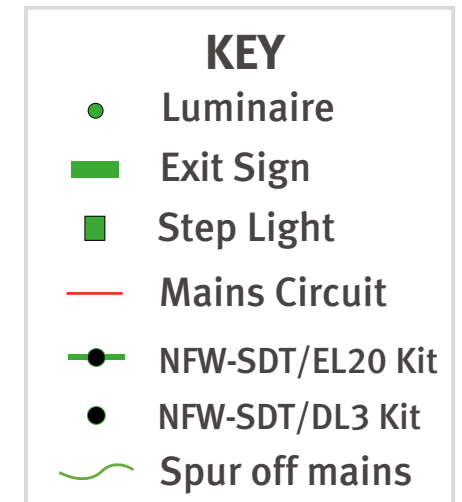 KEY
Luminaire
Exit Sign
Step Light
Mains Circuit
NFW-SDT/EL20 Kit
NFW-SDT/DL3 Kit
Spur off mains